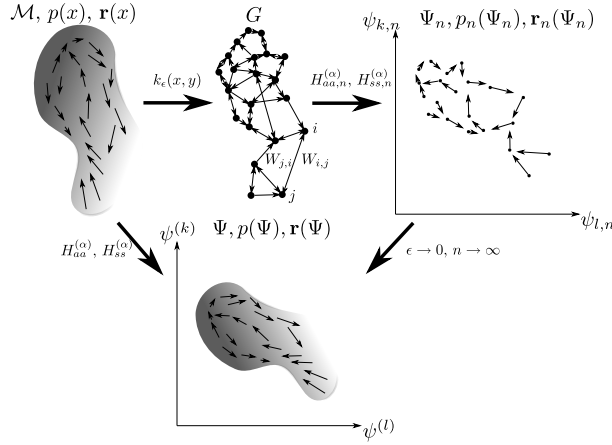 M, p(x), r(x)
G
ψ_{k,n}
Ψ_n, p_n(Ψ_n), r_n(Ψ_n)
k_ϵ(x, y)
H^{(α)}_{aa,n}, H^{(α)}_{ss,n}
i
W_{j,i}
W_{i,j}
j
ψ_{l,n}
H^{(α)}_{aa}, H^{(α)}_{ss}
ψ^{(k)}
Ψ, p(Ψ), r(Ψ)
ϵ → 0, n → ∞
ψ^{(l)}